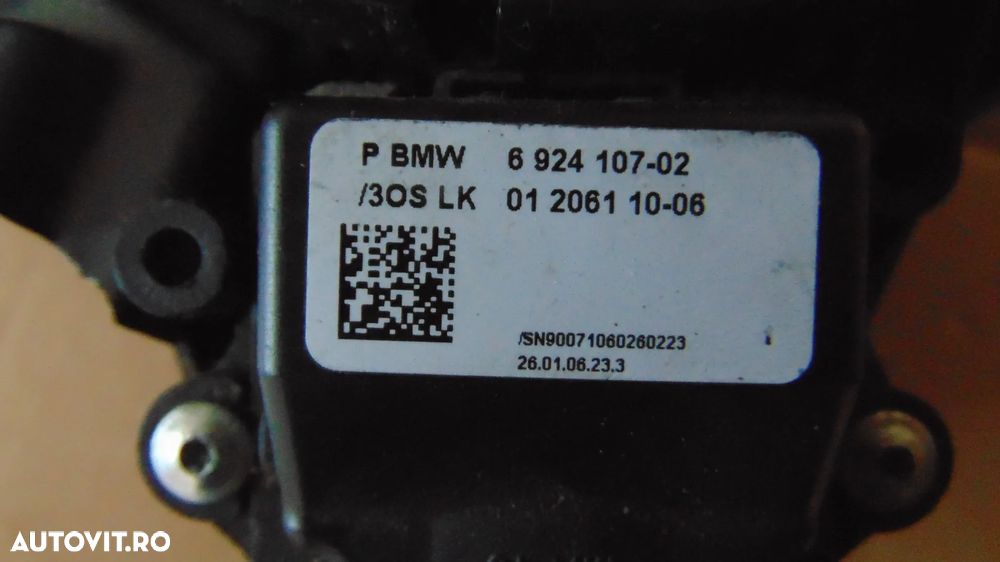 P BMW 6 924 107-02
/3OS LK 01 2061 10-06
/SN90071060260223
26.01.06.23.3
AUTOVIT.RO